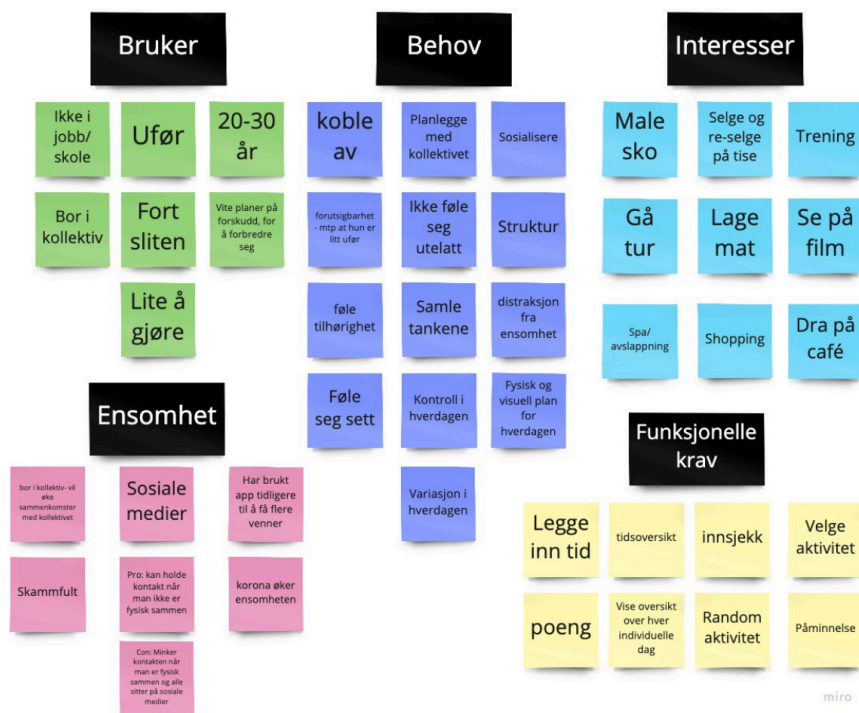 Bruker
Ikke i
jobb/
skole
Ufør
20-30
år
Bor i
kollektiv
Fort
sliten
Vite planer på
forskudd, for
å forbredre
seg
Lite å
gjøre
Behov
koble
av
Planlegge
med
kollektivet
Sosialisere
forutsigbarhet
- mtp at hun er
litt ufør
Ikke føle
seg
utelatt
Struktur
føle
tilhørighet
Samle
tankene
distraksjon
fra
ensomhet
Føle
seg sett
Kontroll i
hverdagen
Fysisk og
visuell plan
for
hverdagen
Variasjon i
hverdagen
Interesser
Male
sko
Selge og
re-selge
på tise
Trening
Gå
tur
Lage
mat
Se på
film
Spa/
avslappning
Shopping
Dra på
café
Ensomhet
bor i kollektiv- vil
øke
sammenkomster
med kollektivet
Sosiale
medier
Har brukt
app tidligere
til å få flere
venner
Skammfult
Pro: kan holde
kontakt når
man ikke er
fysisk sammen
korona øker
ensomheten
Con: Minker
kontakten når
man er fysisk
sammen og alle
sitter på sosiale
medier
Funksjonelle
krav
Legge
inn tid
tidsoversikt
innsjekk
Velge
aktivitet
poeng
Vise oversikt
over hver
individuelle
dag
Random
aktivitet
Påminnelse
miro